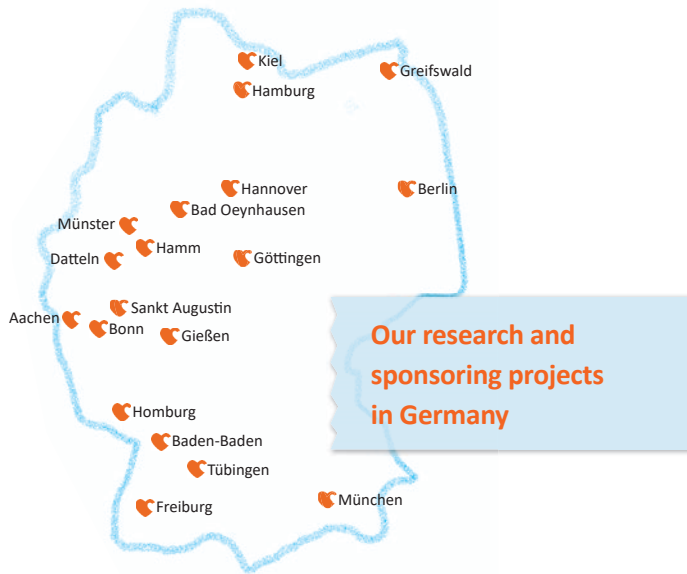 Kiel
Greifswald
Hamburg
Hannover
Berlin
Bad Oeynhausen
Münster
Hamm
Datteln
Göttingen
Sankt Augustin
Aachen
Bonn
Gießen
Our research and
sponsoring projects
in Germany
Homburg
Baden-Baden
Tübingen
München
Freiburg